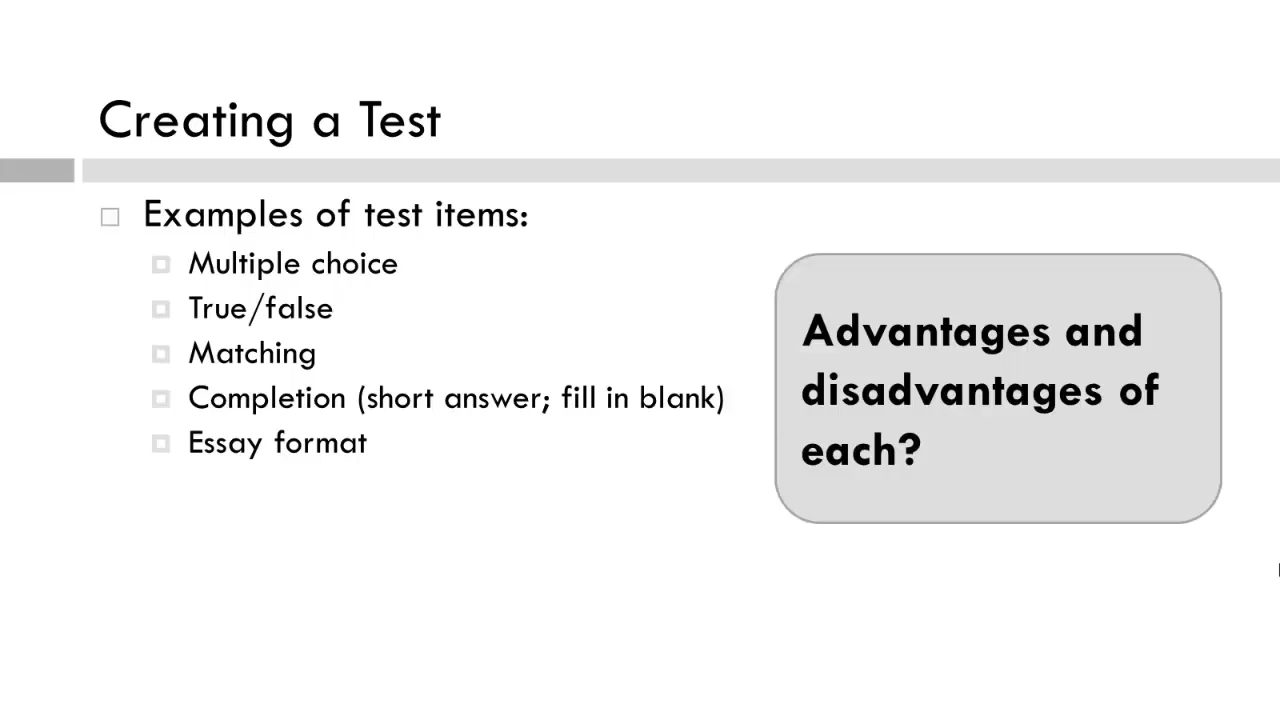 Creating a Test
Examples of test items:
Multiple choice
True/false
Matching
Completion (short answer; fill in blank)
Essay format
Advantages and
disadvantages of
each?